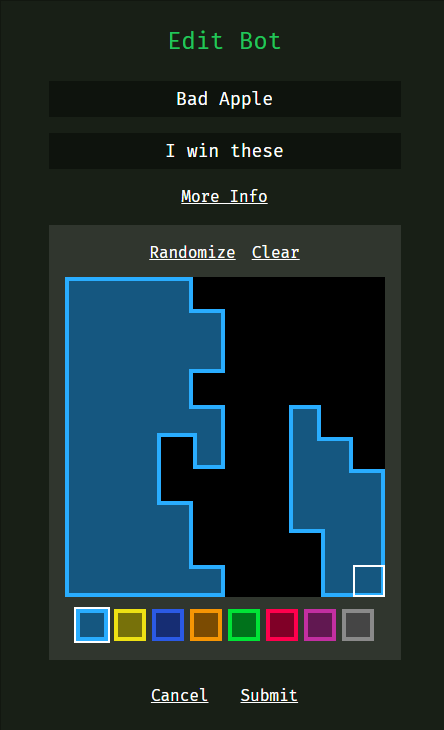 Edit Bot
Bad Apple
I win these
More Info
Randomize Clear
Cancel Submit